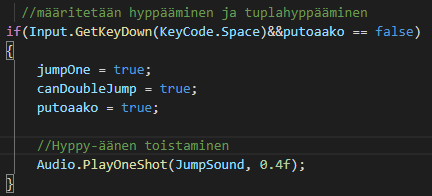 //määritetään hyppääminen ja tuplahyppääminen
if(Input.GetKeyDown(KeyCode.Space)&&putoaako == false)
{
jumpOne = true;
canDoubleJump = true;
putoaako = true;
//Hyppy-äänen toistaminen
Audio.PlayOneShot(JumpSound, 0.4f);
}